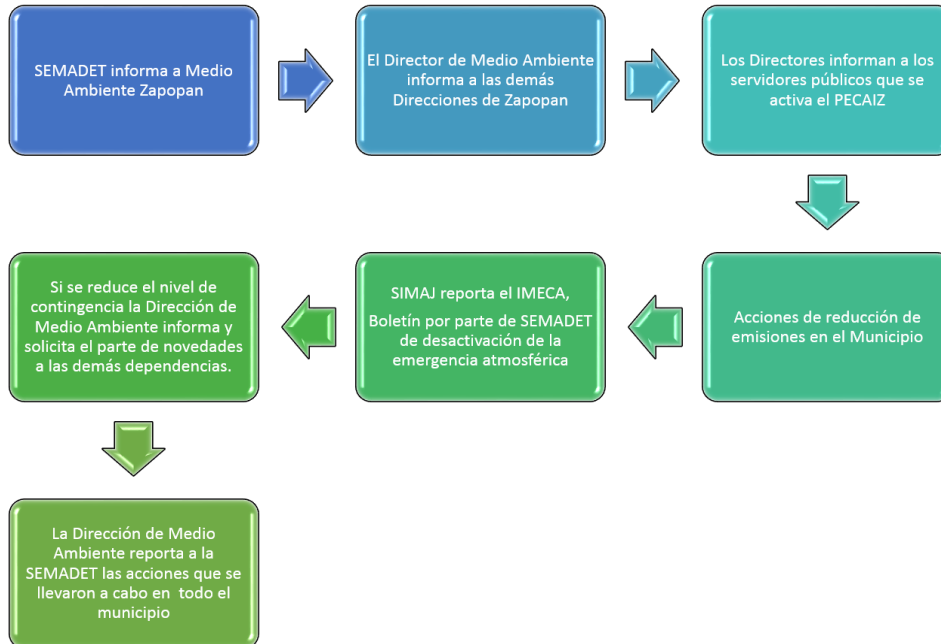 SEMADET informa a Medio
Ambiente Zapopan
El Director de Medio Ambiente
informa a las demás
Direcciones de Zapopan
Los Directores informan a los
servidores públicos que se
activa el PECAIZ
Acciones de reducción de
emisiones en el Municipio
SIMAJ reporta el IMECA,
Boletín por parte de SEMADET
de desactivación de la
emergencia atmosférica
Si se reduce el nivel de
contingencia la Dirección de
Medio Ambiente informa y
solicita el parte de novedades
a las demás dependencias.
La Dirección de Medio
Ambiente reporta a la
SEMADET las acciones que se
llevaron a cabo en todo el
municipio